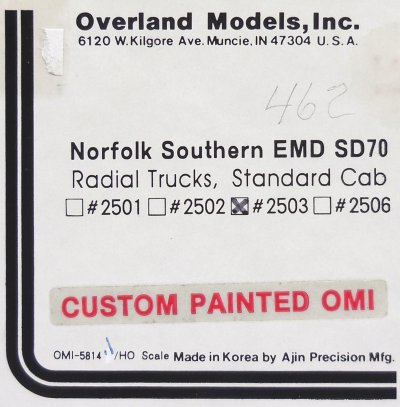 Overland Models, Inc.
6120 W. Kilgore Ave. Muncie, IN 47304 U.S.A.
462
Norfolk Southern EMD SD70
Radial Trucks, Standard Cab
☐ #2501 ☐ #2502 ☒ #2503 ☐ #2506
CUSTOM PAINTED OMI
OMI-5814 /HO Scale Made in Korea by Ajin Precision Mfg.